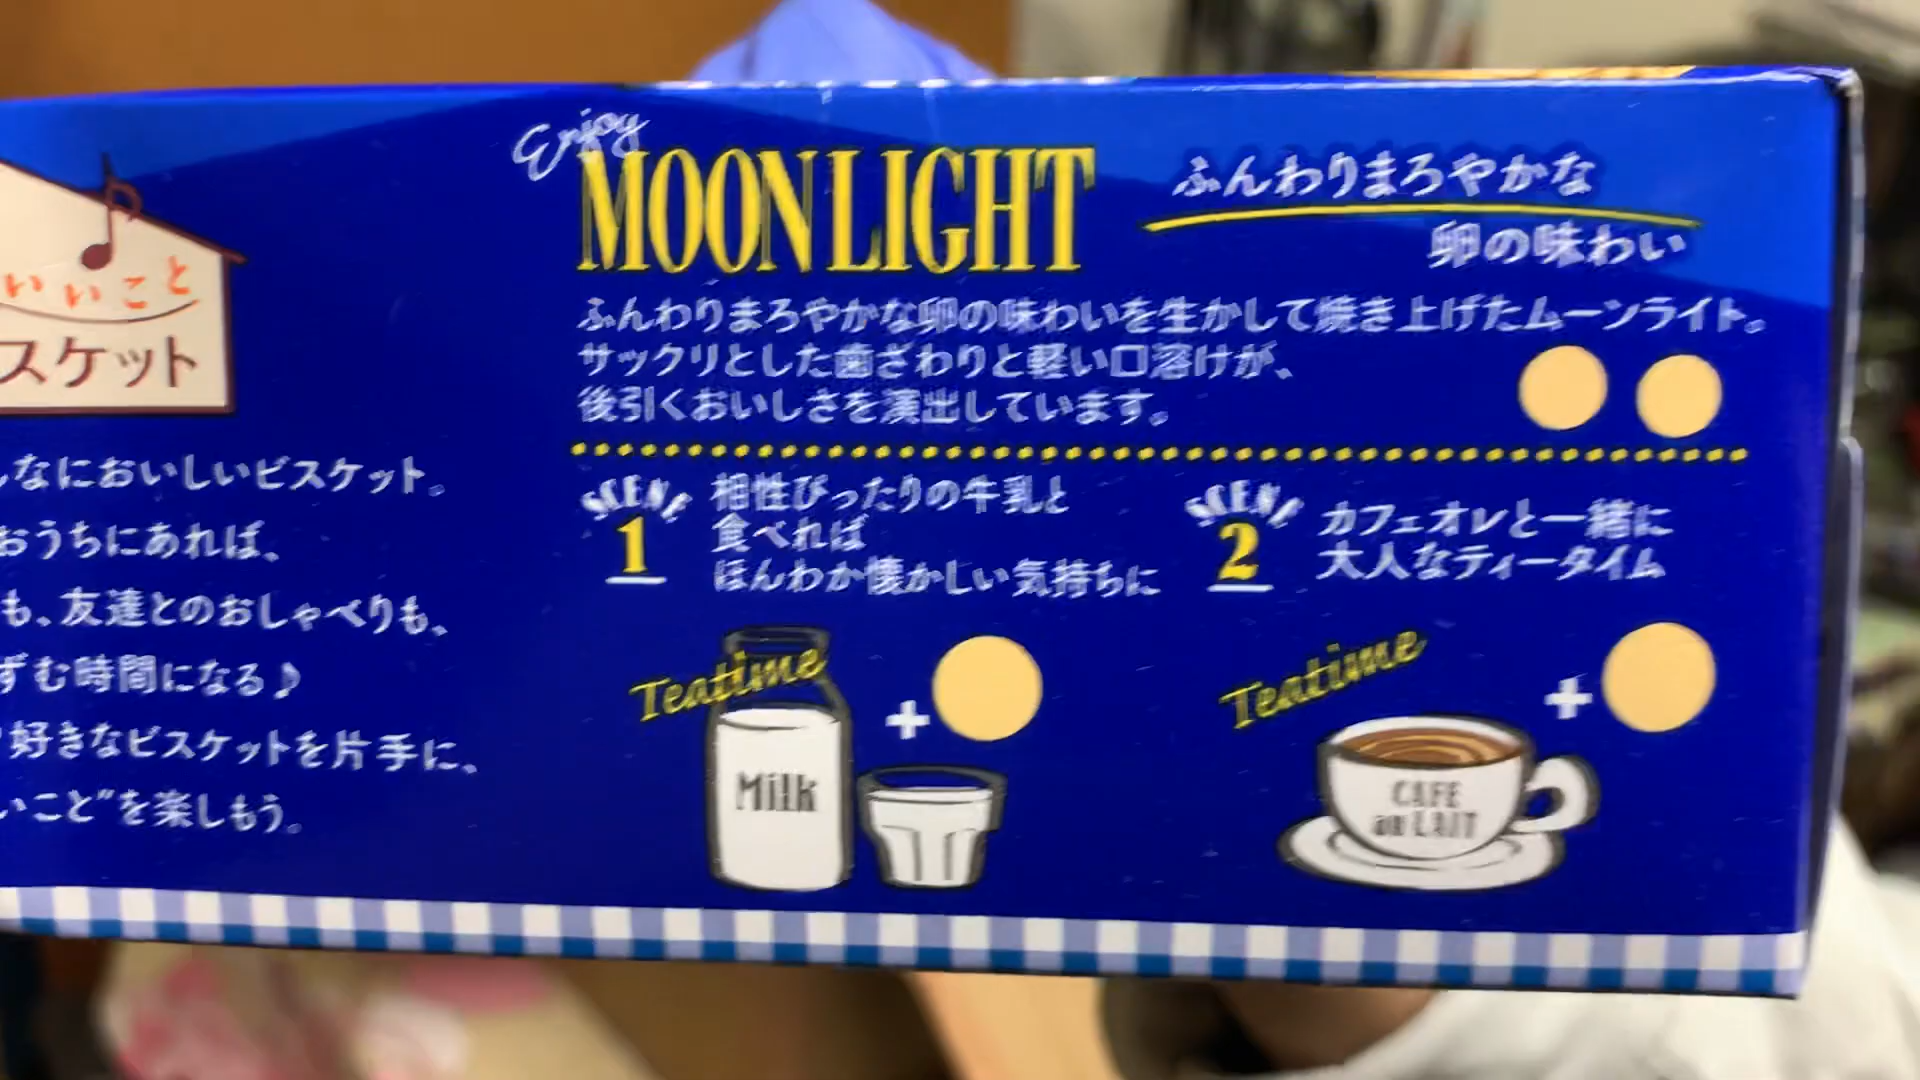 いいこと
スケット
なにおいしいビスケット。
おうちにあれば、
も、友達とのおしゃべりも、
ずむ時間になる♪
好きなビスケットを片手に、
いこと”を楽しもう。
Enjoy
MOONLIGHT
ふんわりまろやかな
卵の味わい
ふんわりまろやかな卵の味わいを生かして焼き上げたムーンライト。
サックリとした歯ざわりと軽い口溶けが、
後引くおいしさを演出しています。
SCENE
1
相性ぴったりの牛乳と
食べれば
ほんわか懐かしい気持ちに
Teatime
+
Milk
SCENE
2
カフェオレと一緒に
大人なティータイム
Teatime
+
CAFE
au LAIT